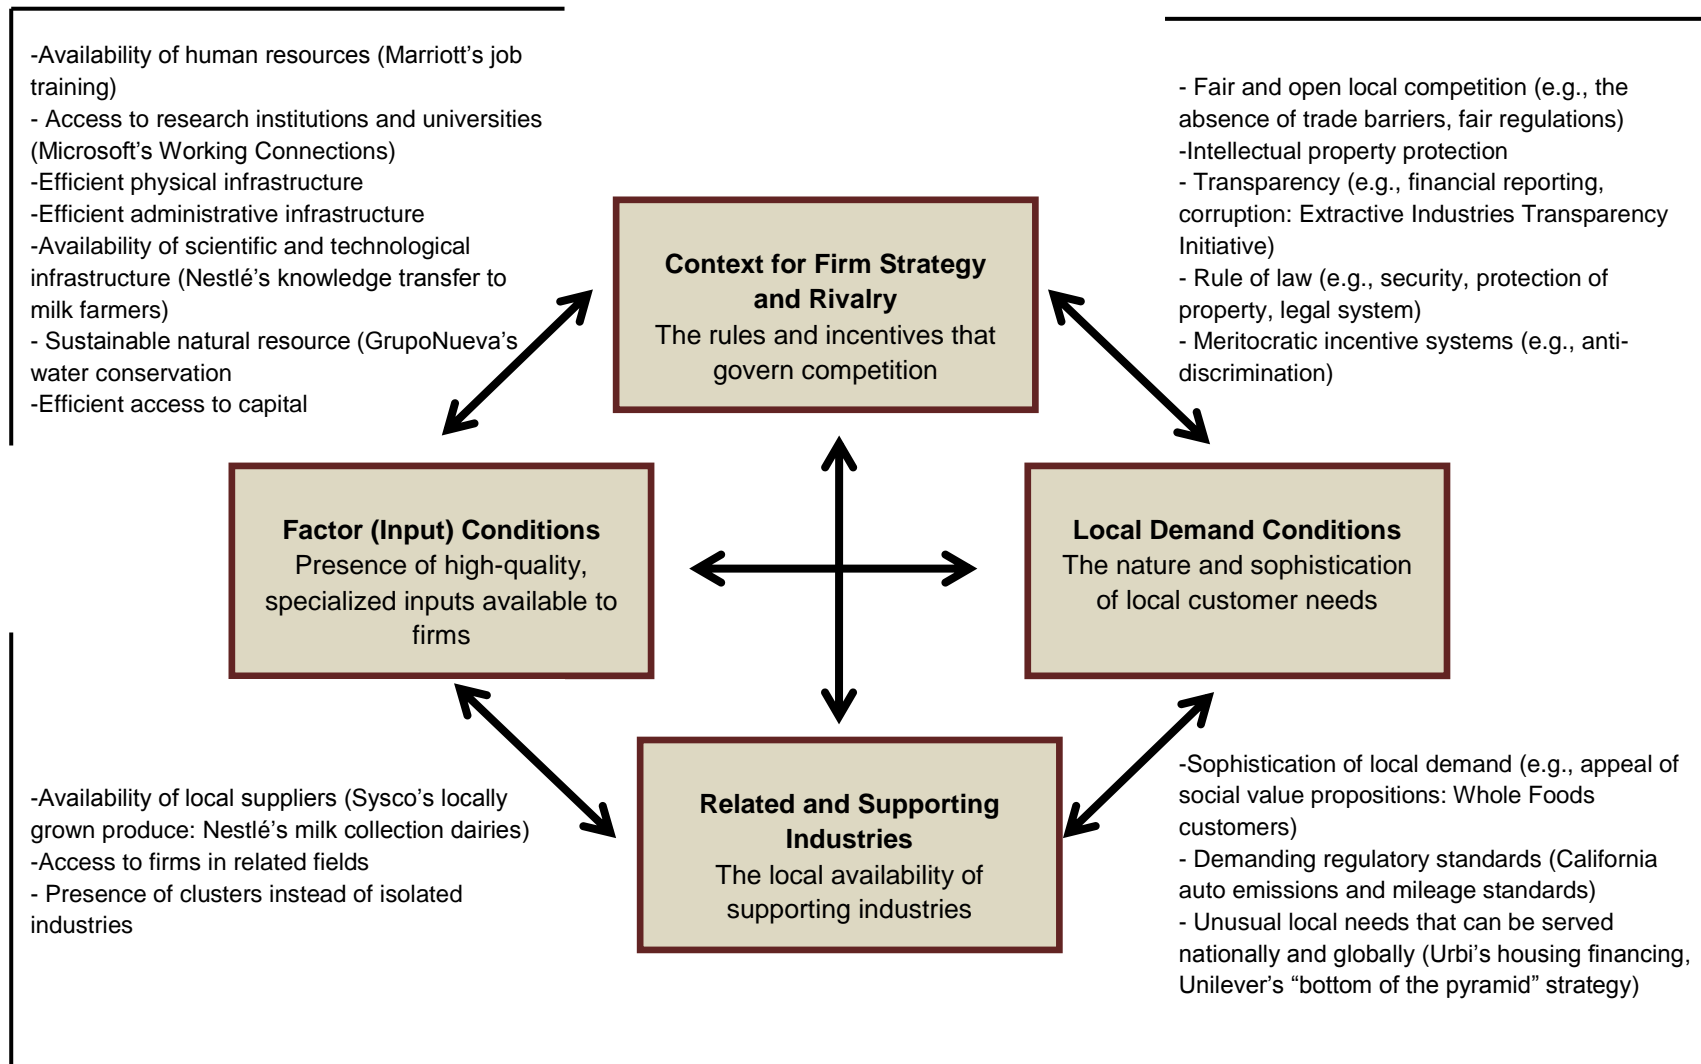 -Availability of human resources (Marriott’s job
training)
- Access to research institutions and universities
(Microsoft’s Working Connections)
-Efficient physical infrastructure
-Efficient administrative infrastructure
-Availability of scientific and technological
infrastructure (Nestlé’s knowledge transfer to
milk farmers)
- Sustainable natural resource (GrupoNueva’s
water conservation
-Efficient access to capital
- Fair and open local competition (e.g., the
absence of trade barriers, fair regulations)
-Intellectual property protection
- Transparency (e.g., financial reporting,
corruption: Extractive Industries Transparency
Initiative)
- Rule of law (e.g., security, protection of
property, legal system)
- Meritocratic incentive systems (e.g., anti-
discrimination)
Context for Firm Strategy
and Rivalry
The rules and incentives that
govern competition
Factor (Input) Conditions
Presence of high-quality,
specialized inputs available to
firms
Local Demand Conditions
The nature and sophistication
of local customer needs
Related and Supporting
Industries
The local availability of
supporting industries
-Availability of local suppliers (Sysco’s locally
grown produce: Nestlé’s milk collection dairies)
-Access to firms in related fields
- Presence of clusters instead of isolated
industries
-Sophistication of local demand (e.g., appeal of
social value propositions: Whole Foods
customers)
- Demanding regulatory standards (California
auto emissions and mileage standards)
- Unusual local needs that can be served
nationally and globally (Urbi’s housing financing,
Unilever’s “bottom of the pyramid” strategy)